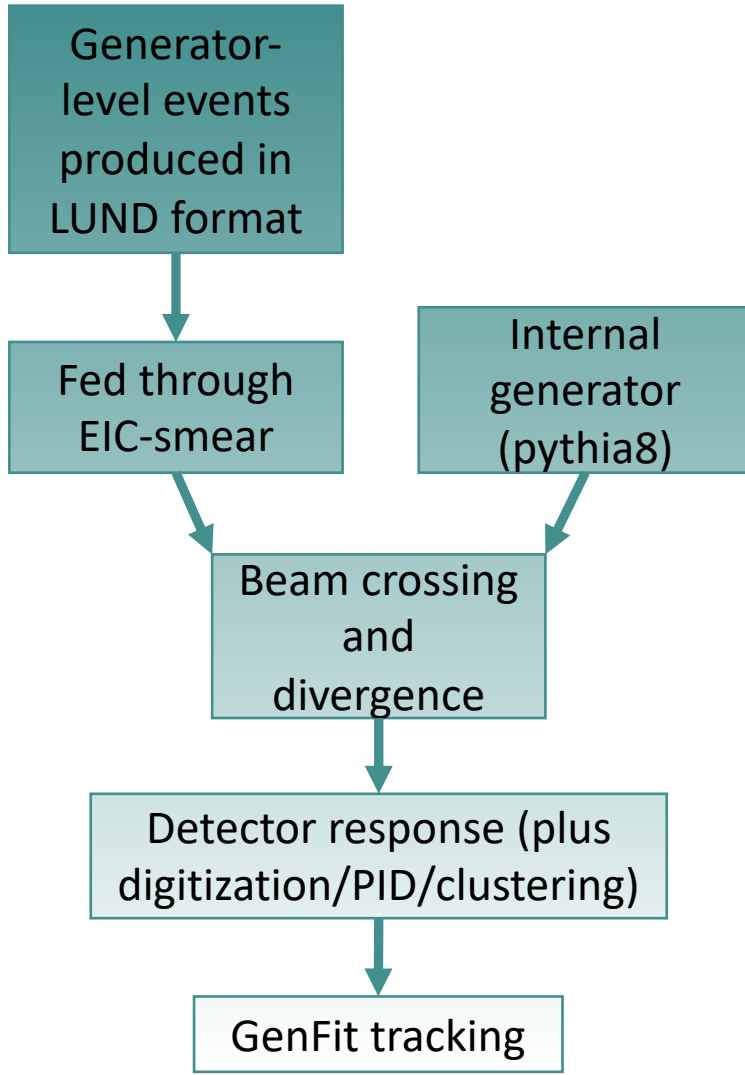 Generator-
level events
produced in
LUND format
Fed through
EIC-smear
Internal
generator
(pythia8)
Beam crossing
and
divergence
Detector response (plus
digitization/PID/clustering)
GenFit tracking